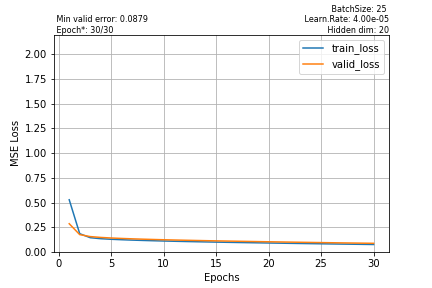 BatchSize: 25
Min valid error: 0.0879
Learn.Rate: 4.00e-05
Epoch*: 30/30
Hidden dim: 20
train_loss
valid_loss
2.00
1.75
1.50
1.25
1.00
0.75
0.50
0.25
0.00
MSE Loss
0 5 10 15 20 25 30
Epochs